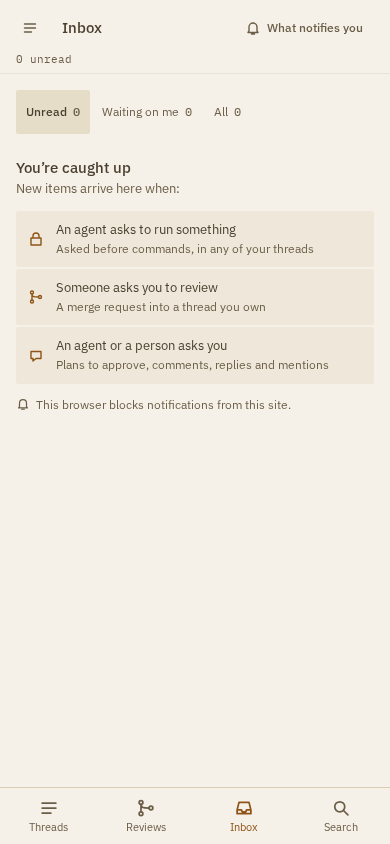 Inbox
What notifies you
0 unread
Unread 0
Waiting on me 0
All 0
You’re caught up
New items arrive here when:
An agent asks to run something
Asked before commands, in any of your threads
Someone asks you to review
A merge request into a thread you own
An agent or a person asks you
Plans to approve, comments, replies and mentions
This browser blocks notifications from this site.
Threads
Reviews
Inbox
Search